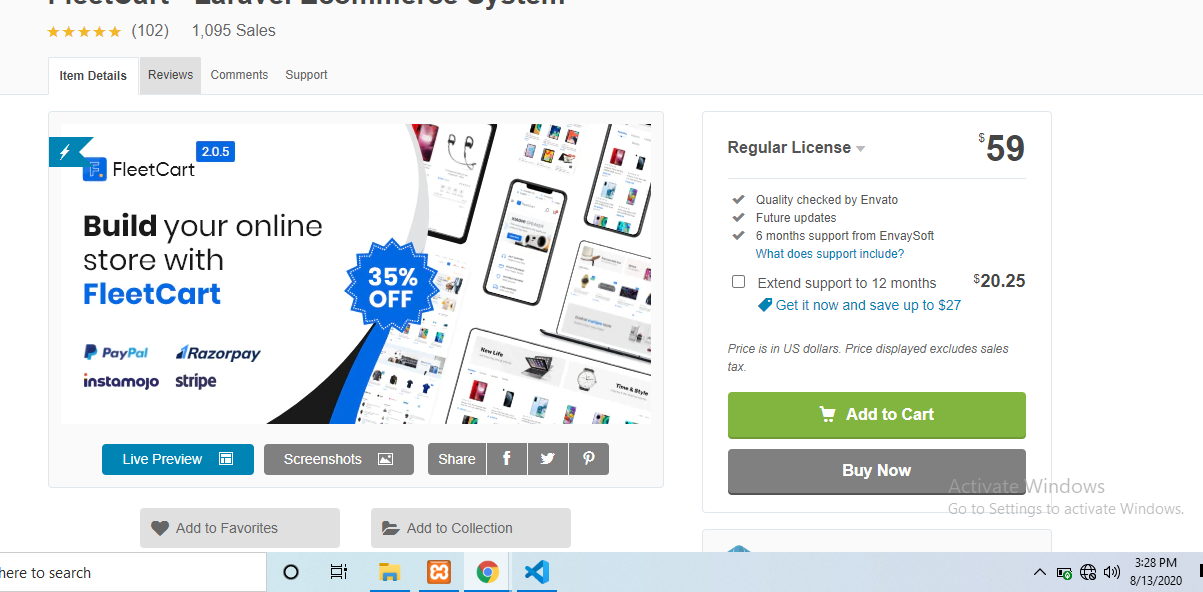 FleetCart - Laravel Ecommerce System
(102) 1,095 Sales
Item Details Reviews Comments Support
2.0.5
FleetCart
Build your online
store with
FleetCart
35%
OFF
PayPal Razorpay
instamojo stripe
New Life
Time & Style
Live Preview Screenshots Share
Add to Favorites Add to Collection
Regular License $59
Quality checked by Envato
Future updates
6 months support from EnvaySoft
What does support include?
Extend support to 12 months $20.25
Get it now and save up to $27
Price is in US dollars. Price displayed excludes sales
tax.
Add to Cart
Buy Now
Activate Windows
Go to Settings to activate Windows.
here to search
3:28 PM
8/13/2020